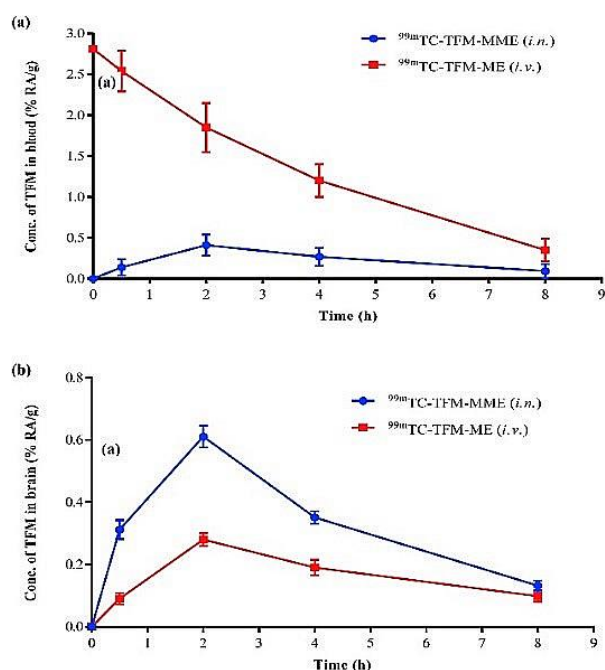 (a)
99mTC-TFM-MME (i.n.)
99mTC-TFM-ME (i.v.)
(a)
Conc. of TFM in blood (% RA/g)
3.0
2.5
2.0
1.5
1.0
0.5
0.0
0 1 2 3 4 5 6 7 8 9
Time (h)
(b)
99mTC-TFM-MME (i.n.)
99mTC-TFM-ME (i.v.)
(a)
Conc. of TFM in brain (% RA/g)
0.8
0.6
0.4
0.2
0.0
0 1 2 3 4 5 6 7 8 9
Time (h)